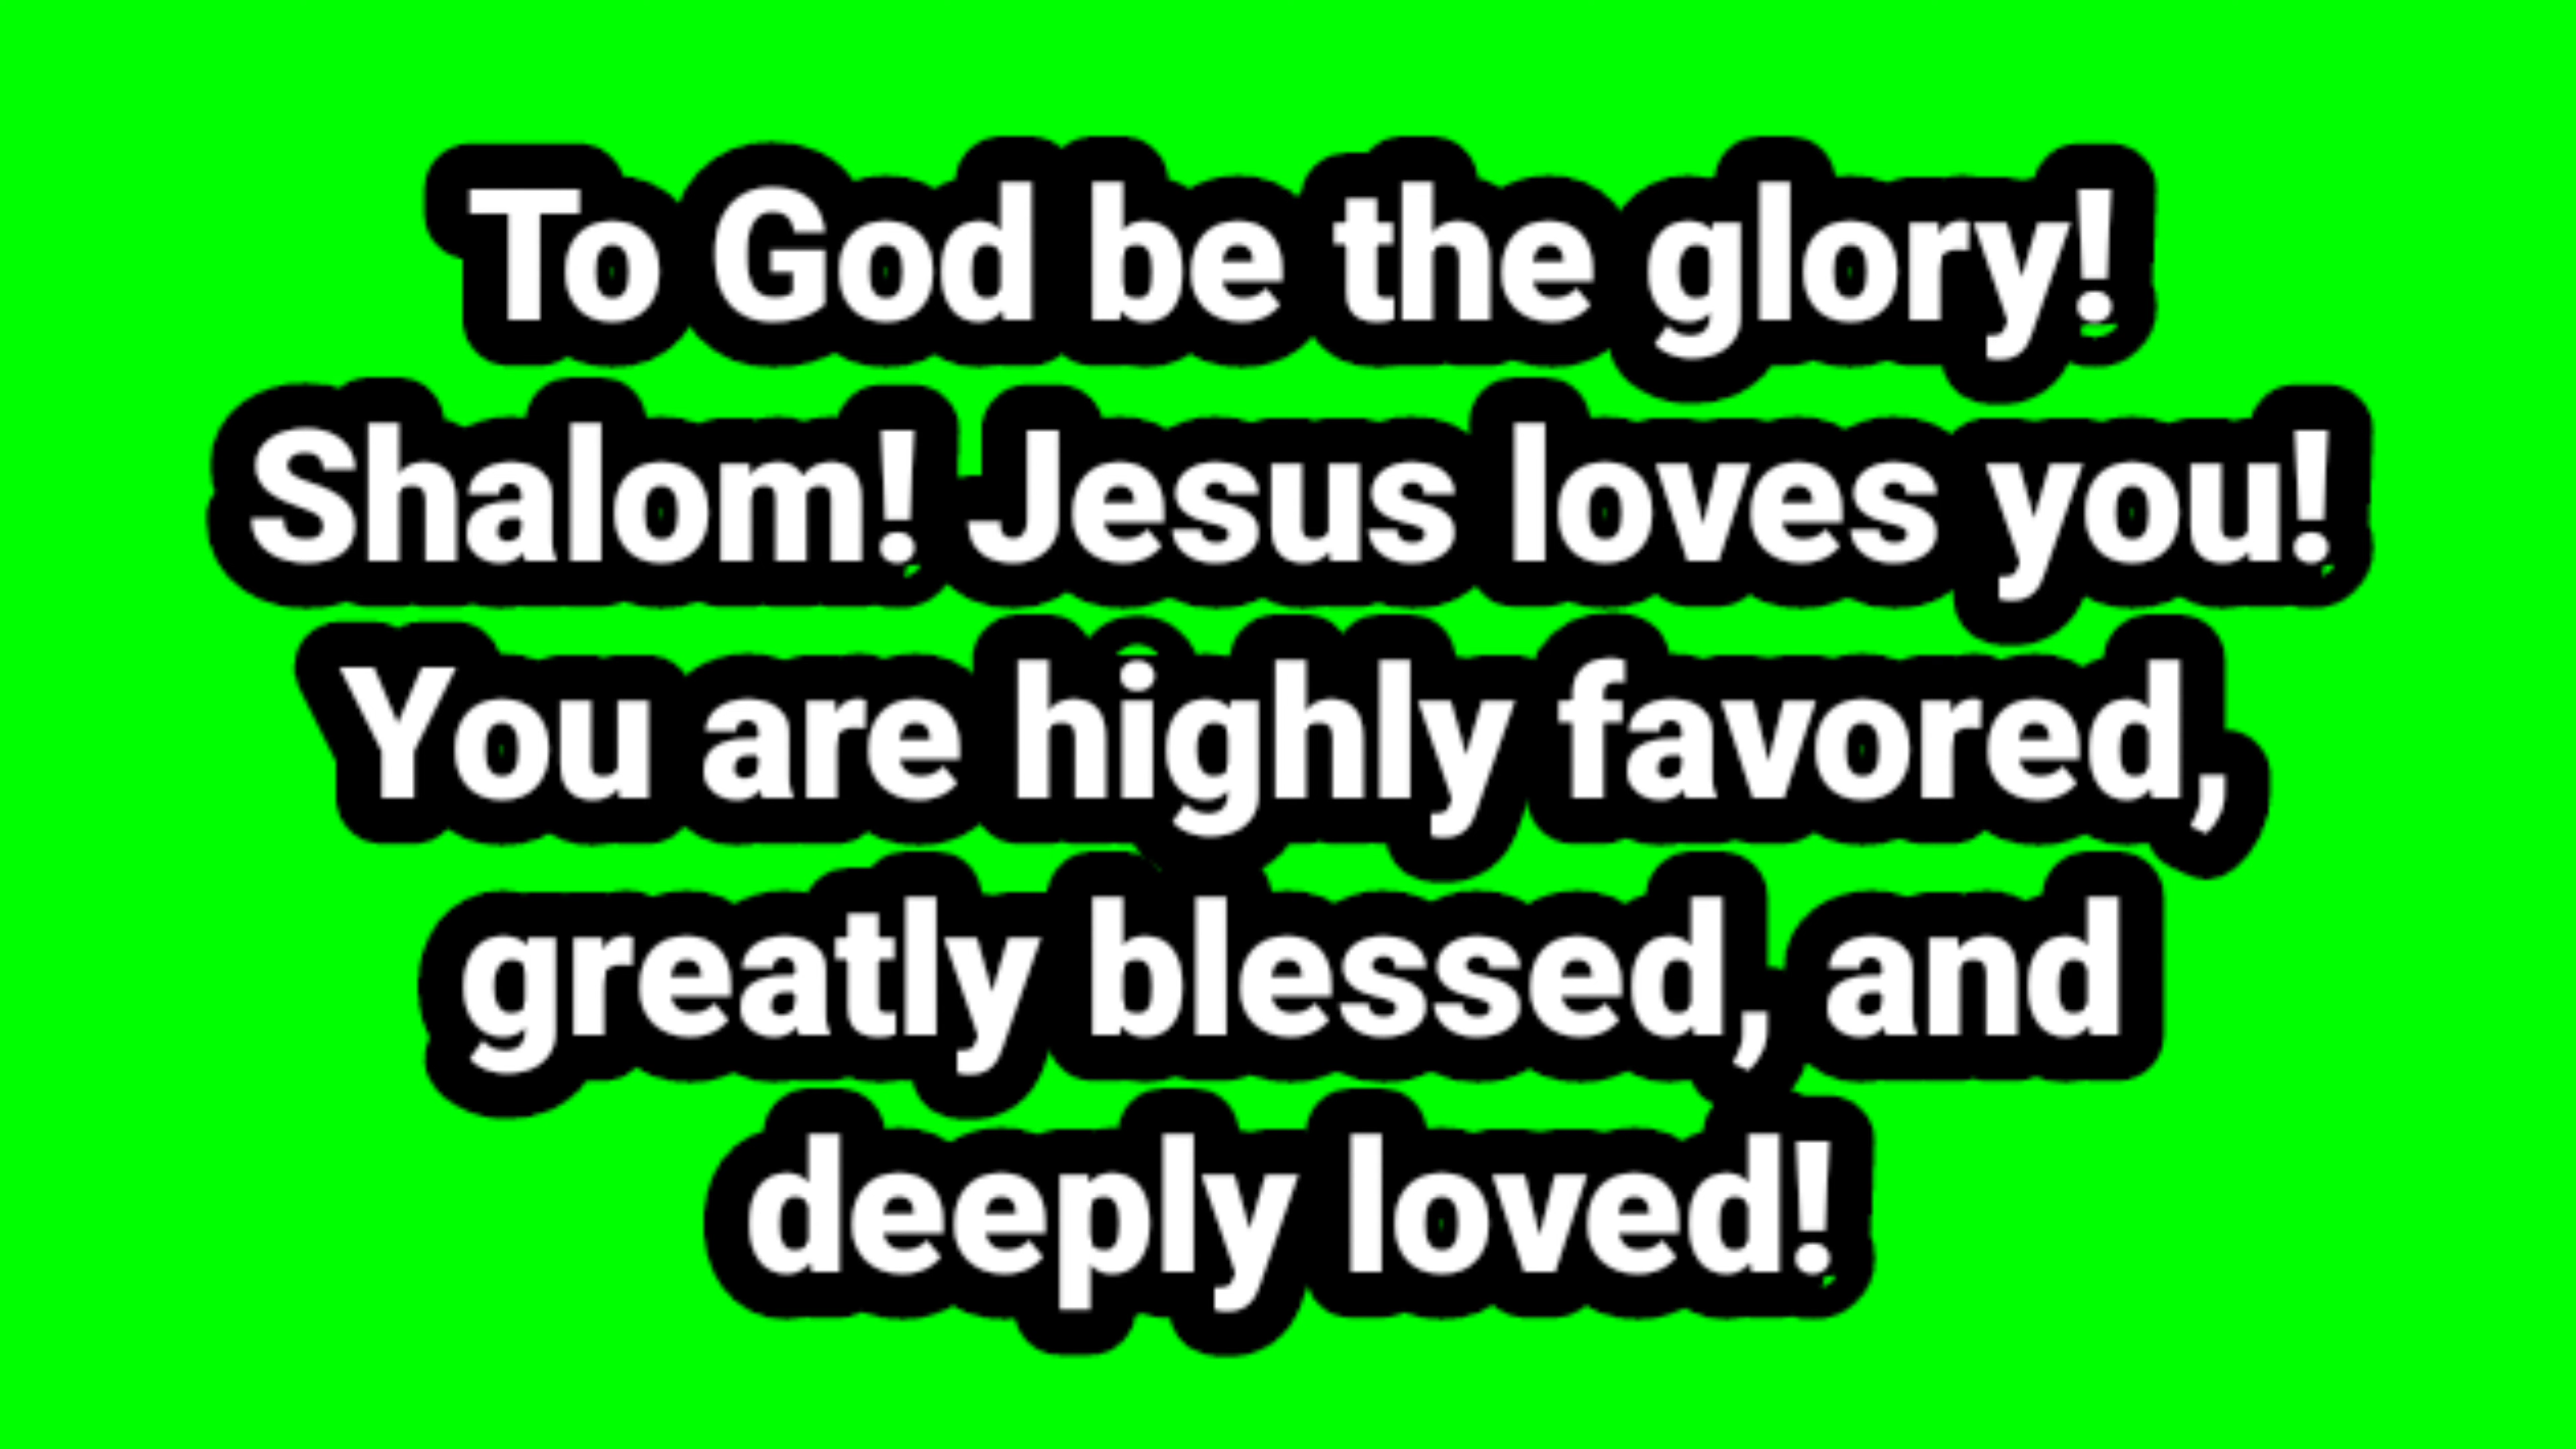 To God be the glory!
Shalom! Jesus loves you!
You are highly favored,
greatly blessed, and
deeply loved!